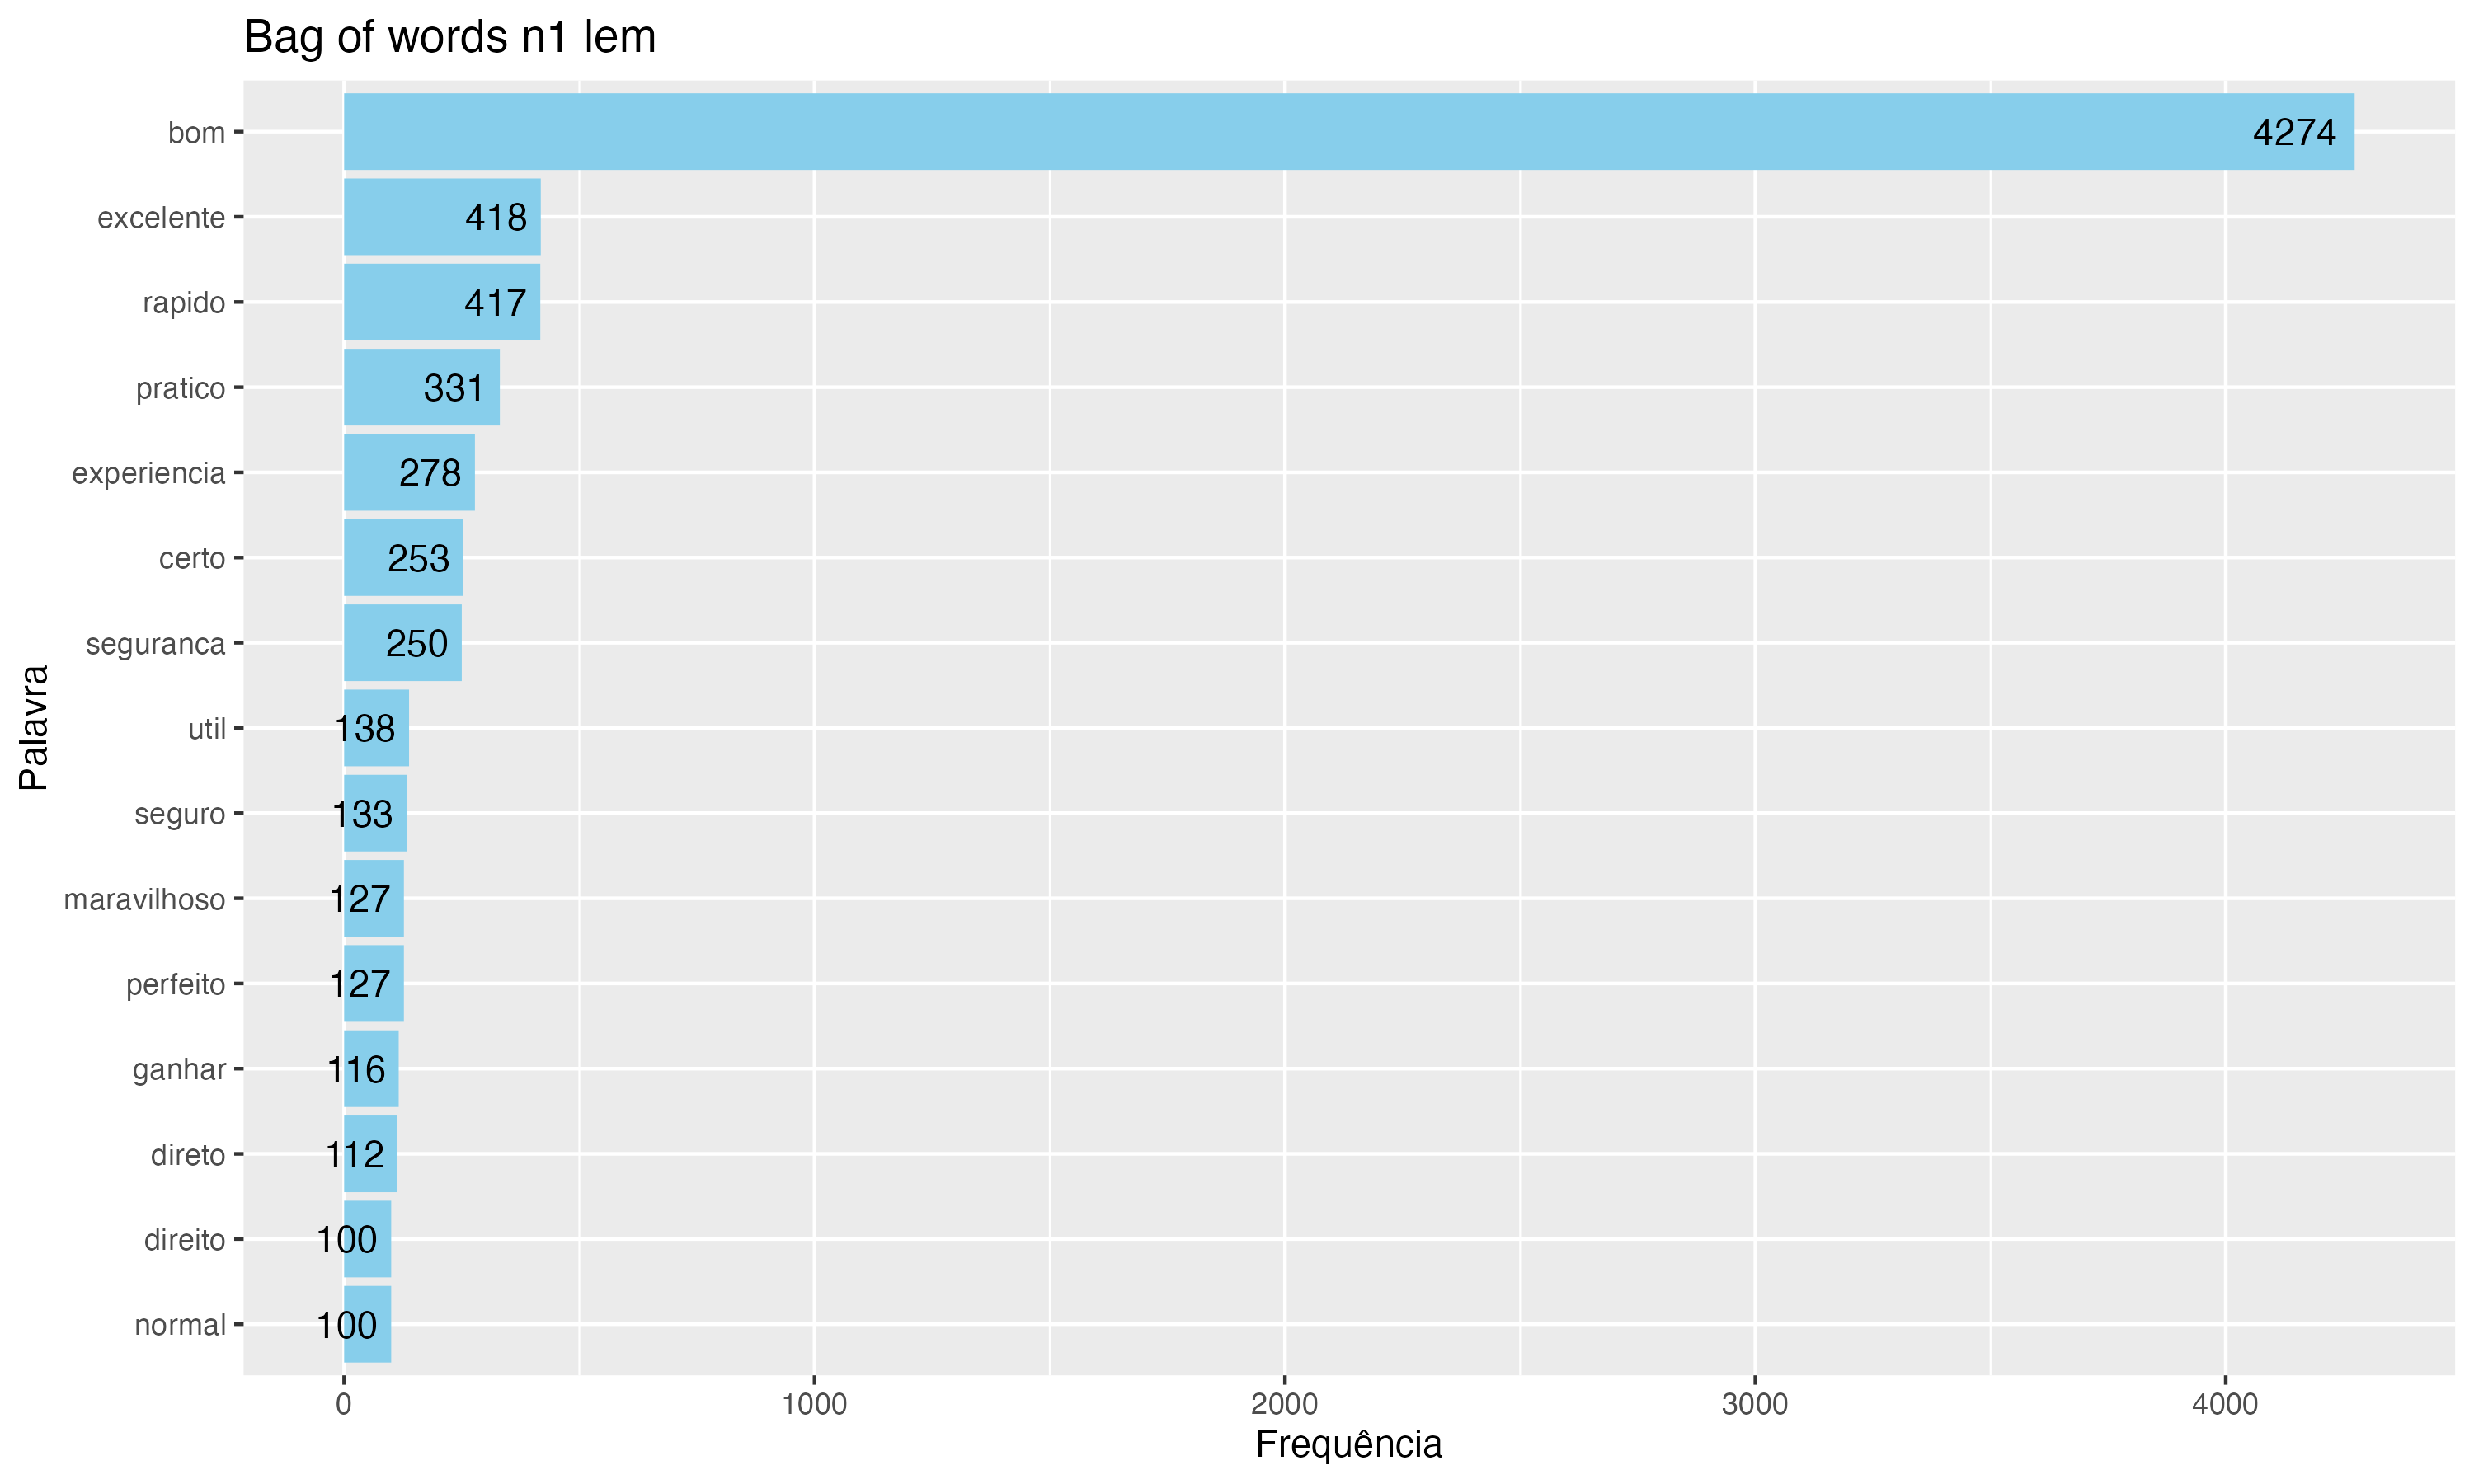 Bag of words n1 lem
Palavra
bom 4274
excelente 418
rapido 417
pratico 331
experiencia 278
certo 253
seguranca 250
util 138
seguro 133
maravilhoso 127
perfeito 127
ganhar 116
direto 112
direito 100
normal 100
0 1000 2000 3000 4000
Frequência